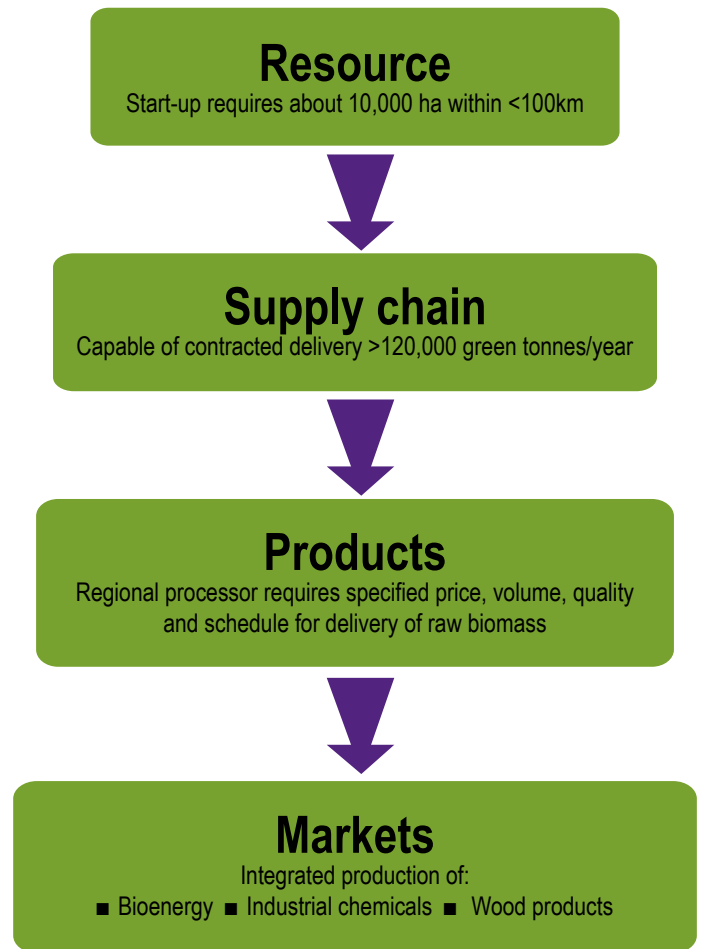 Resource
Start-up requires about 10,000 ha within <100km
Supply chain
Capable of contracted delivery >120,000 green tonnes/year
Products
Regional processor requires specified price, volume, quality
and schedule for delivery of raw biomass
Markets
Integrated production of:
■ Bioenergy ■ Industrial chemicals ■ Wood products